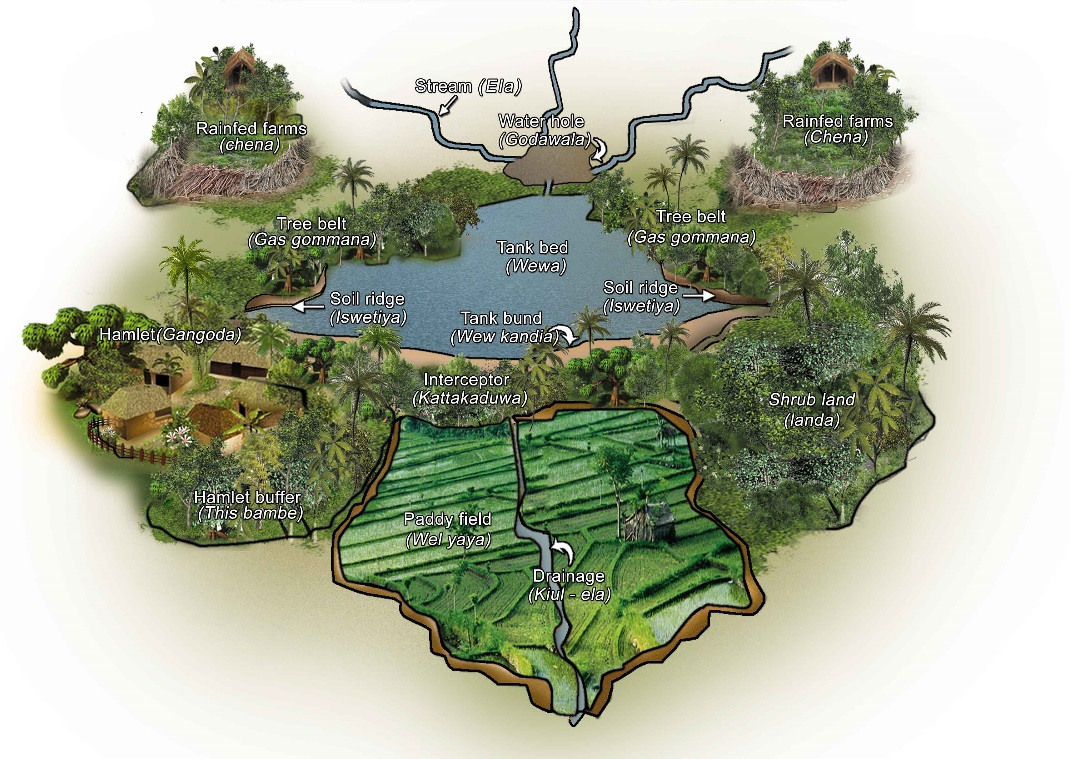 Stream (Ela)
Water hole
(Godawala)
Rainfed farms
(chena)
Rainfed farms
(Chena)
Tree belt
(Gas gommana)
Tree belt
(Gas gommana)
Tank bed
(Wewa)
Soil ridge
(Iswetiya)
Soil ridge
(Iswetiya)
Tank bund
(Wew kandia)
Hamlet(Gangoda)
Interceptor
(Kattakaduwa)
Shrub land
(landa)
Hamlet buffer
(This bambe)
Paddy field
(Wel yaya)
Drainage
(Kiul - ela)